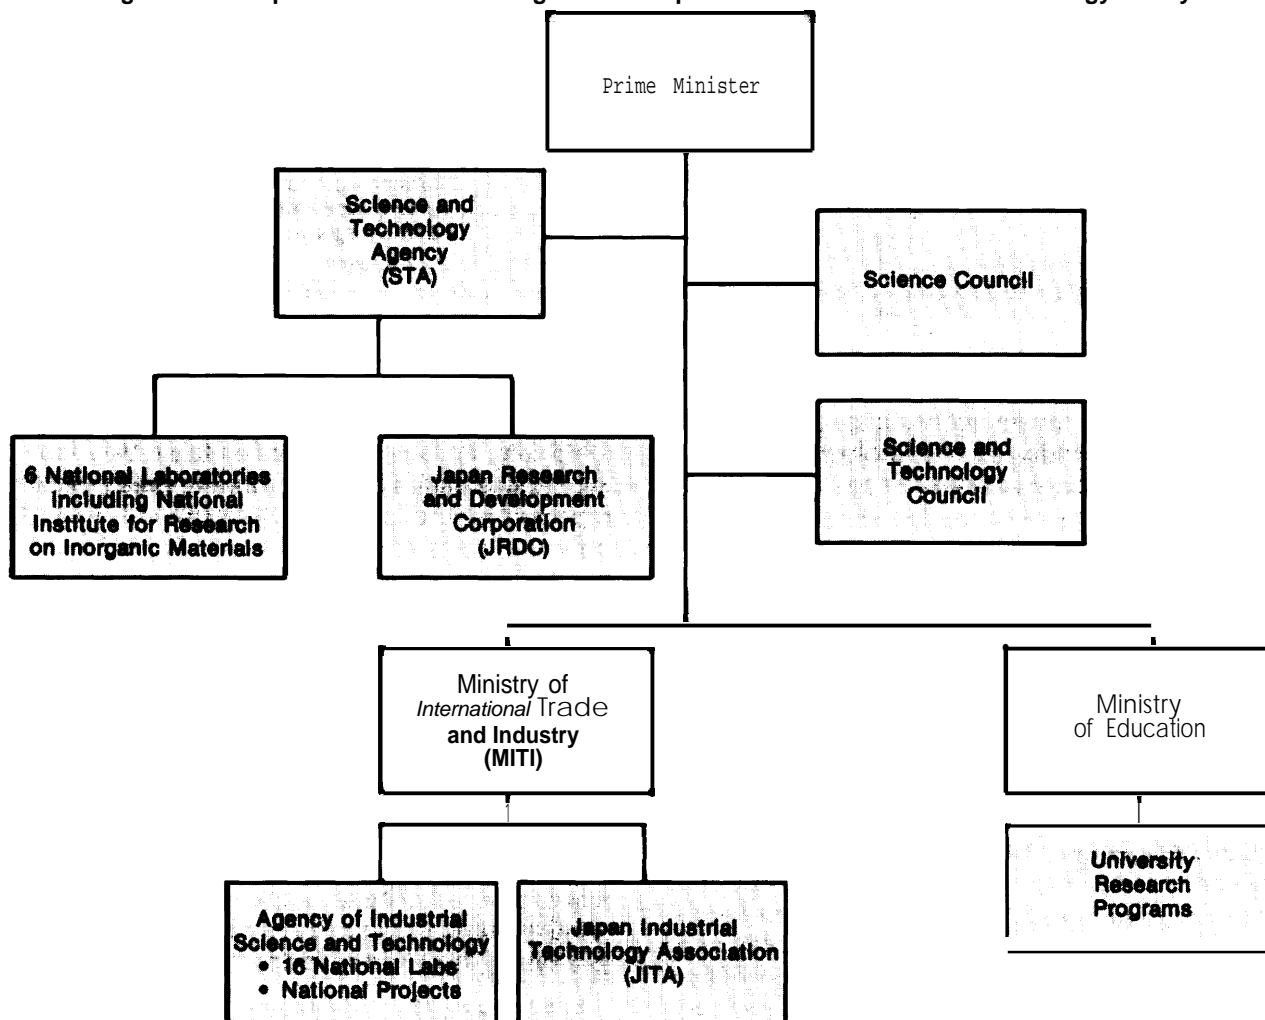 Prime Minister
Science and
Technology
Agency
(STA)
Science Council
6 National Laboratories
including National
Institute for Research
on Inorganic Materials
Japan Research
and Development
Corporation
(JRDC)
Science and
Technology
Council
Ministry of
International Trade
and Industry
(MITI)
Ministry
of Education
Agency of Industrial
Science and Technology
• 16 National Labs
• National Projects
Japan Industrial
Technology Association
(JITA)
University
Research
Programs